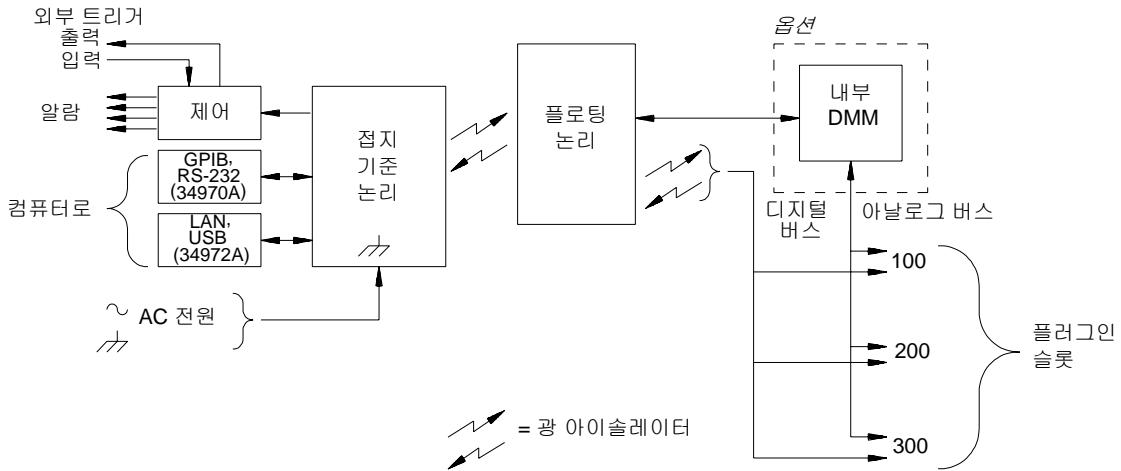 외부 트리거
출력
입력
알람
제어
GPIB,
RS-232
(34970A)
컴퓨터로
LAN,
USB
(34972A)
AC 전원
접지
기준
논리
플로팅
논리
옵션
내부
DMM
디지털
버스
아날로그 버스
100
200
300
플러그인
슬롯
= 광 아이솔레이터